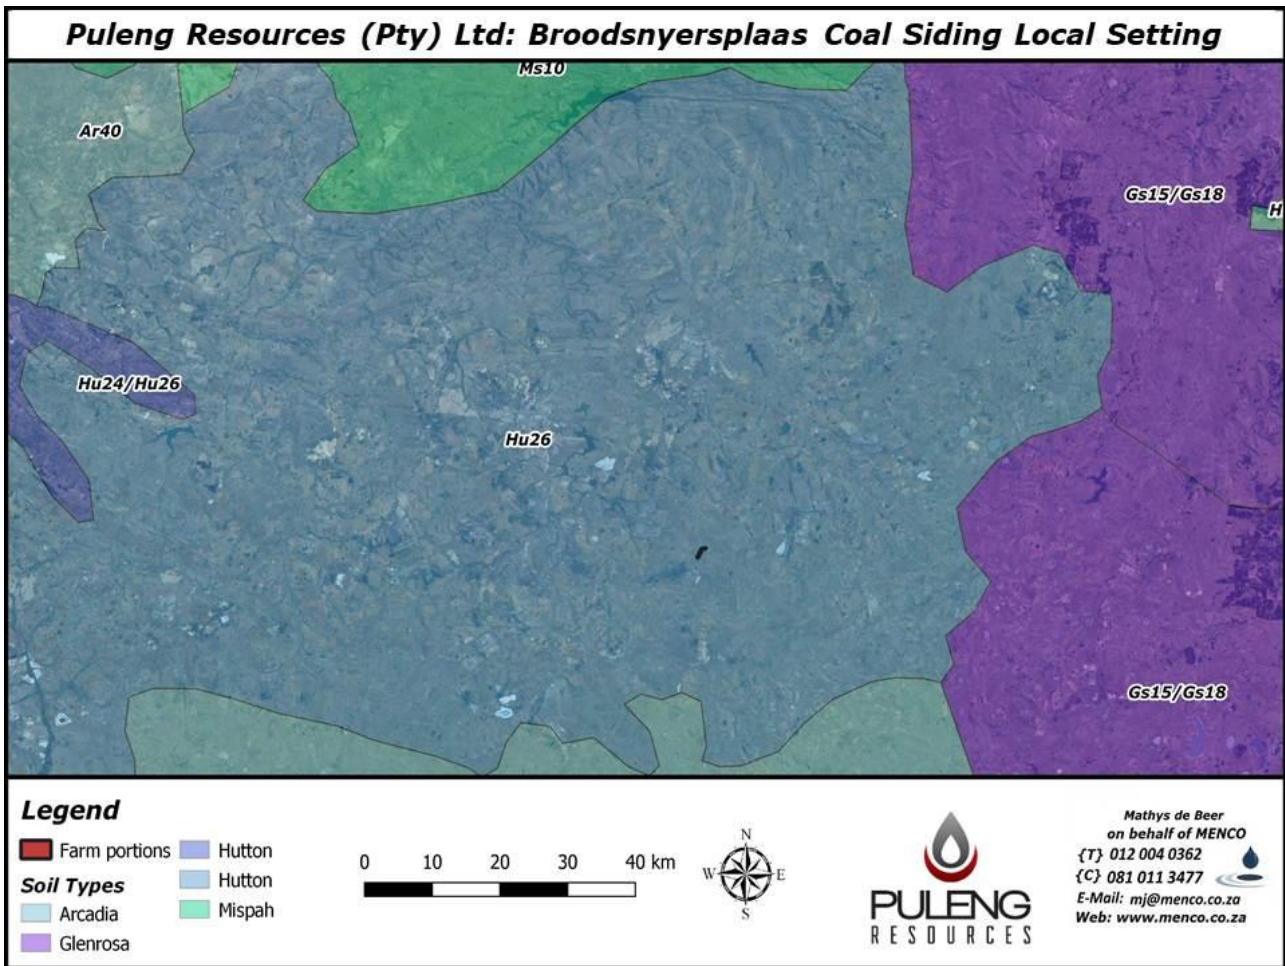 Puleng Resources (Pty) Ltd: Broodsnyersplaas Coal Siding Local Setting
Ms10
Ar40
Gs15/Gs18
H
Hu24/Hu26
Hu26
Gs15/Gs18
Legend
Farm portions
Soil Types
Arcadia
Glenrosa
Hutton
Hutton
Mispah
0 10 20 30 40 km
N
W E
S
PULENG
RESOURCES
Mathys de Beer
on behalf of MENCO
{T} 012 004 0362
{C} 081 011 3477
E-Mail: mj@menco.co.za
Web: www.menco.co.za